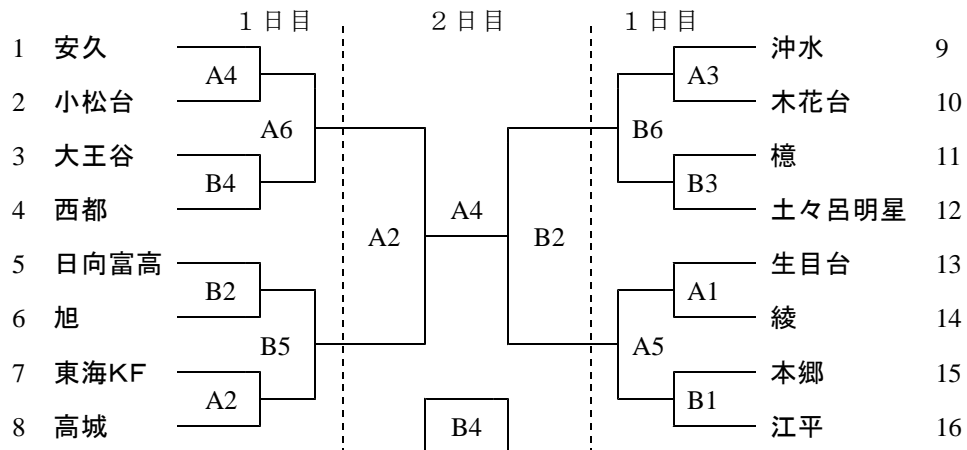 １日目 ２日目 １日目
1 安久 沖水 9
A4 A3
2 小松台 木花台 10
A6 B6
3 大王谷 檍 11
B4 B3
4 西都 A4 土々呂明星 12
A2 B2
5 日向富高 生目台 13
B2 A1
6 旭 綾 14
B5 A5
7 東海KF 本郷 15
A2 B1
8 高城 B4 江平 16